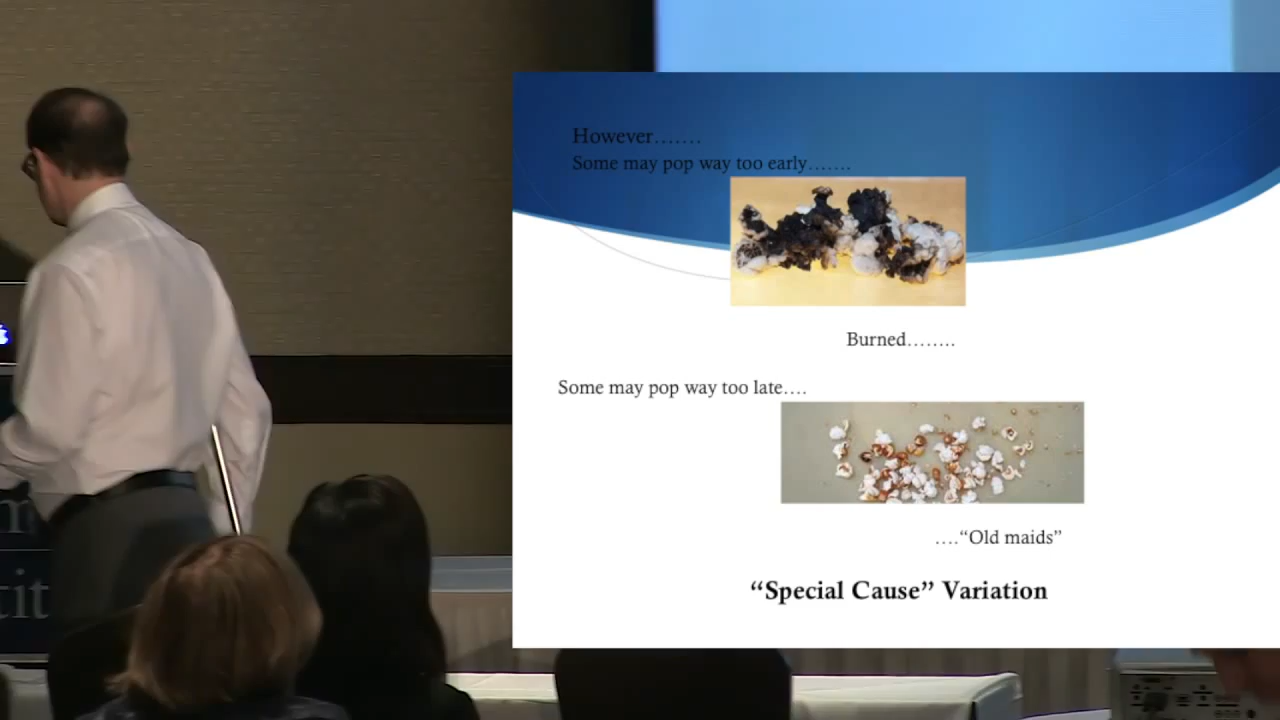 However…….
Some may pop way too early…….
Burned……..
Some may pop way too late….
….“Old maids”
“Special Cause” Variation